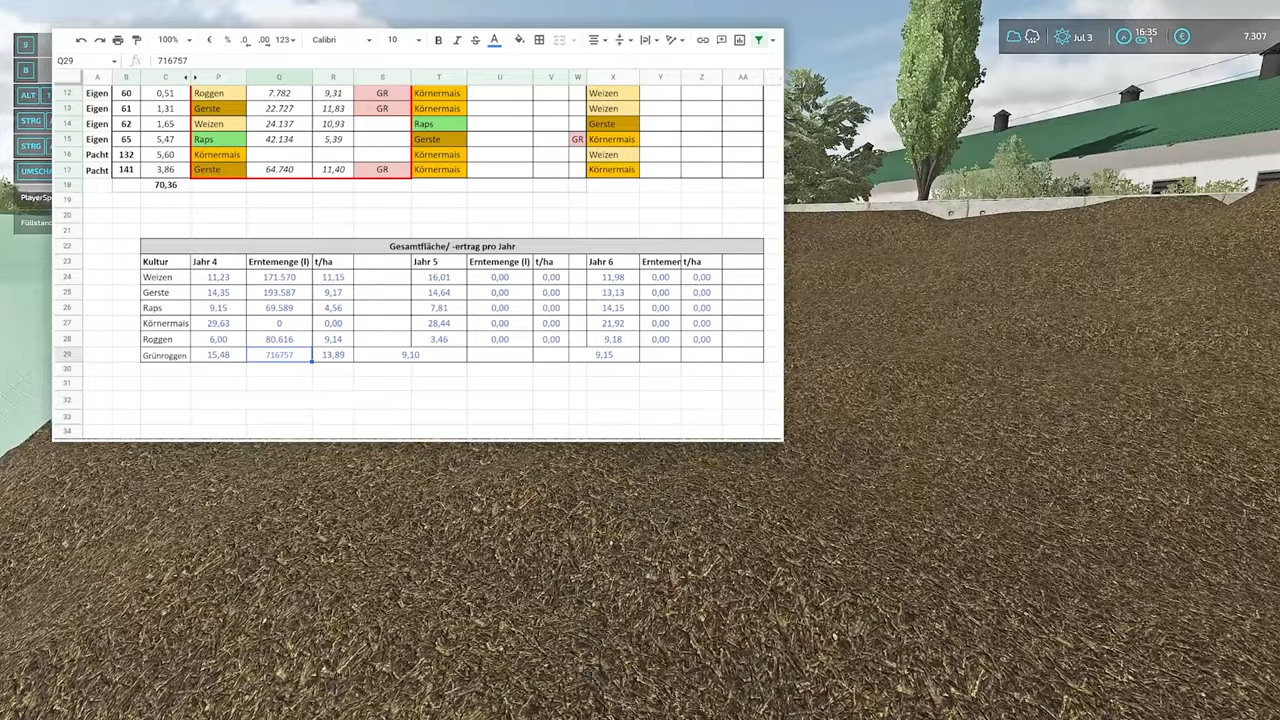 9
B
ALT
STRG
STRG
UMSCHA
PlayerSp
Füllstand
100% € % .0 .00 123 Calibri 10 B I S A
Q29 fx 716757
A B C P Q R S T U V W X Y Z AA
12 Eigen 60 0,51 Roggen 7.782 9,31 GR Körnermais Weizen
13 Eigen 61 1,31 Gerste 22.727 11,83 GR Körnermais Weizen
14 Eigen 62 1,65 Weizen 24.137 10,93 Raps Gerste
15 Eigen 65 5,47 Raps 42.134 5,39 Gerste GR Körnermais
16 Pacht 132 5,60 Körnermais Körnermais Weizen
17 Pacht 141 3,86 Gerste 64.740 11,40 GR Körnermais Körnermais
18 70,36
19
20
21
22 Gesamtfläche/ -ertrag pro Jahr
23 Kultur Jahr 4 Erntemenge (l) t/ha Jahr 5 Erntemenge (l) t/ha Jahr 6 Erntemen t/ha
24 Weizen 11,23 171.570 11,15 16,01 0,00 0,00 11,98 0,00 0,00
25 Gerste 14,35 193.587 9,17 14,64 0,00 0,00 13,13 0,00 0,00
26 Raps 9,15 69.589 4,56 7,81 0,00 0,00 14,15 0,00 0,00
27 Körnermais 29,63 0 0,00 28,44 0,00 0,00 21,92 0,00 0,00
28 Roggen 6,00 80.616 9,14 3,46 0,00 0,00 9,18 0,00 0,00
29 Grünroggen 15,48 716757 13,89 9,10 9,15
30
31
32
33
34
Jul 3 A 16:35 1 € 7.307